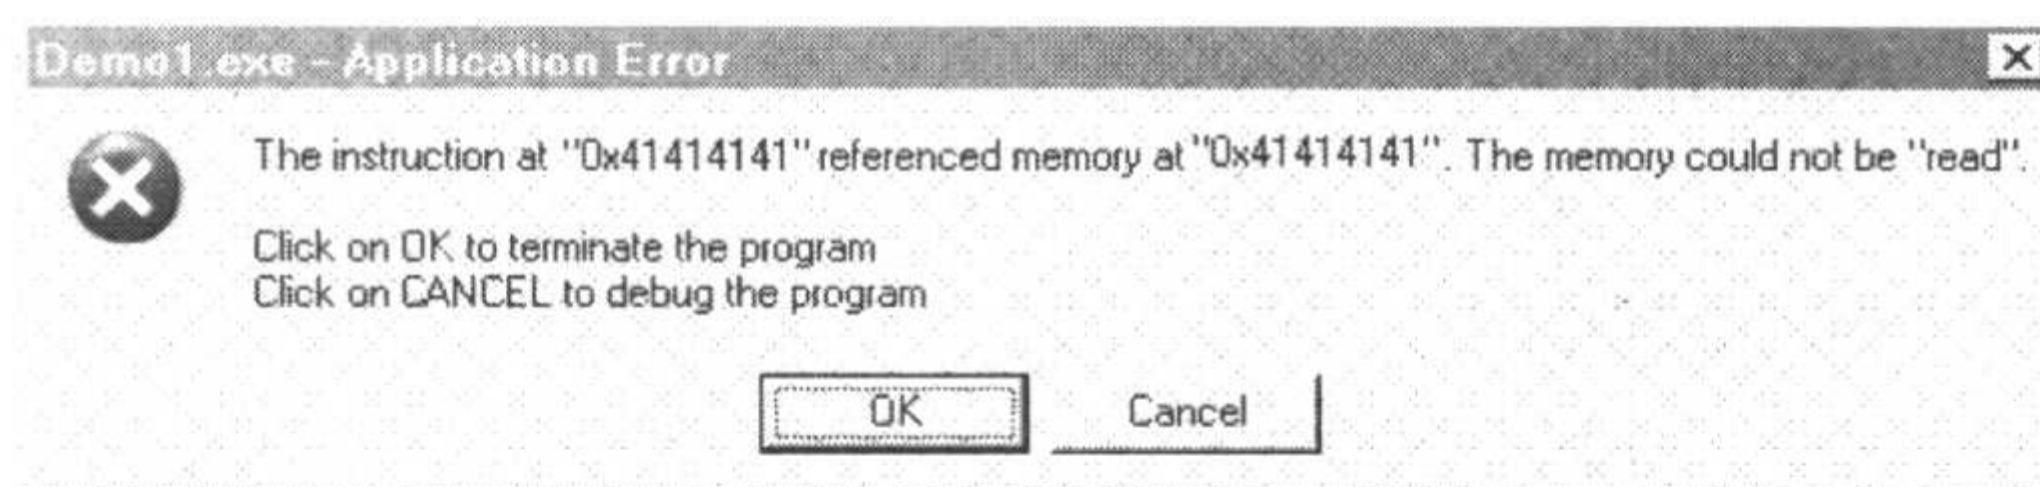 Demo1.exe - Application Error
The instruction at "0x41414141" referenced memory at "0x41414141". The memory could not be "read".
Click on OK to terminate the program
Click on CANCEL to debug the program
OK Cancel